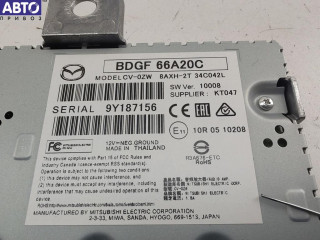 АВТО
ПРИВОЗ
BDGF 66A20C
MODEL CV-0ZW 8AXH-2T 34C042L
SW Ver. 10008
SUPPLIER : KT047
SERIAL 9Y187156
12V⎓NEG GROUND
MADE IN THAILAND
This device complies with Part 15 of FCC Rules and
Industry Canada licence-exempt RSS standard(s).
Operation is subject to the following two conditions:
(1) this device may not cause interference, and
(2) this device must accept any interference, including
interference that may cause undesired operation of
this device.
E11
10R 05 10208
MANUFACTURED BY MITSUBISHI ELECTRIC CORPORATION
2-3-33, MIWA, SANDA, HYOGO, 669-1513, JAPAN